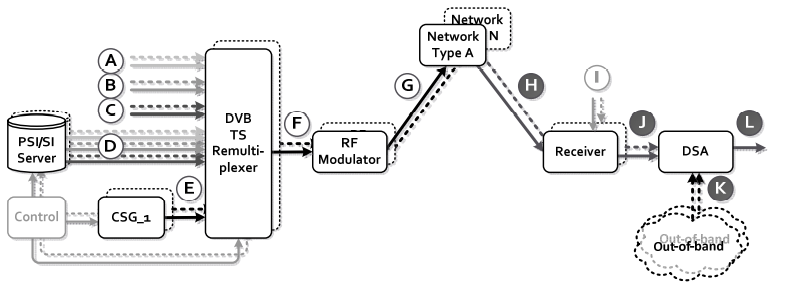 A
B
C
PSI/SI
Server
D
Control
CSG_1
E
DVB
TS
Remulti-
plexer
F
RF
Modulator
G
Network
N
Network
Type A
H
I
Receiver
J
DSA
L
K
Out-of-band
Out-of-band